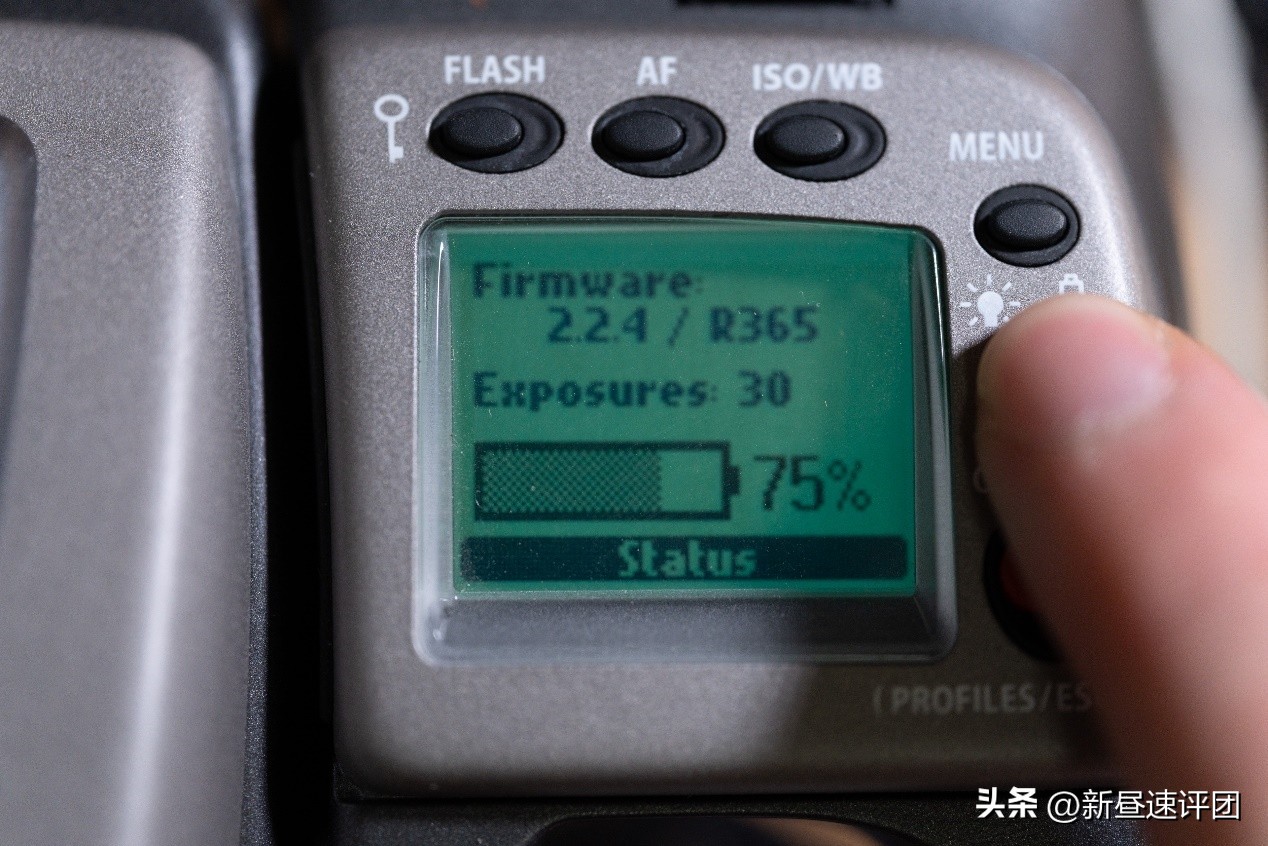 FLASH AF ISO/WB
MENU
Firmware:
2.2.4 / R365
Exposures: 30
75%
Status
(PROFILES/ES
头条 @新昼速评团